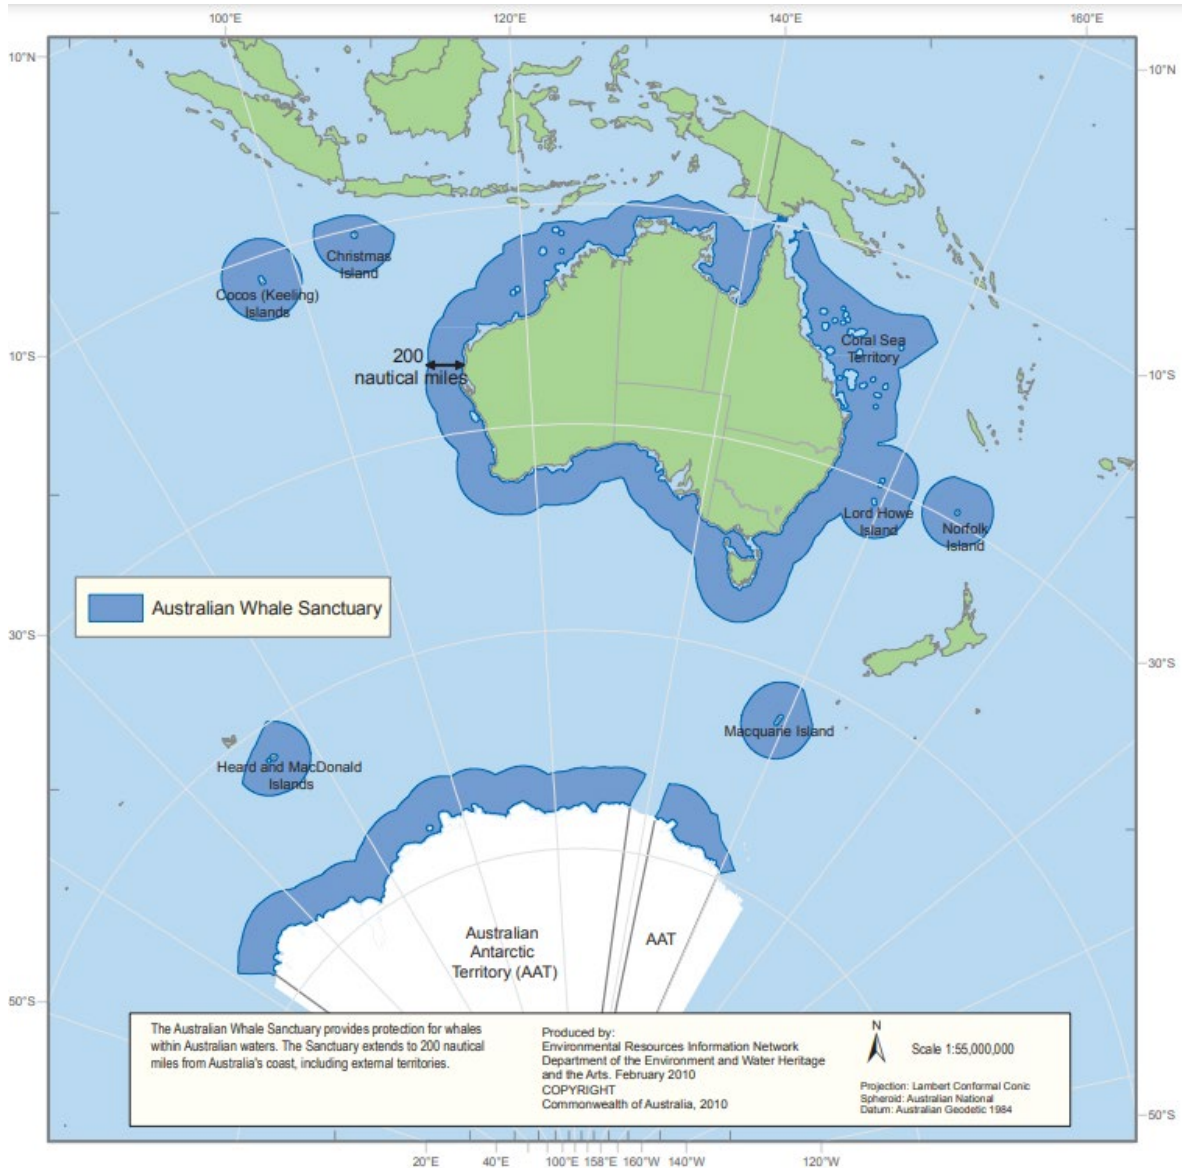 100°E
120°E
140°E
160°E
10°N
10°N
Christmas
Island
Cocos (Keeling)
Islands
10°S
200
nautical miles
Coral Sea
Territory
10°S
Lord Howe
Island
Norfolk
Island
Australian Whale Sanctuary
30°S
30°S
Macquarie Island
Heard and MacDonald
Islands
Australian
Antarctic
Territory (AAT)
AAT
50°S
The Australian Whale Sanctuary provides protection for whales
within Australian waters. The Sanctuary extends to 200 nautical
miles from Australia's coast, including external territories.
Produced by:
Environmental Resources Information Network
Department of the Environment and Water Heritage
and the Arts. February 2010
COPYRIGHT
Commonwealth of Australia, 2010
N
Scale 1:55,000,000
Projection: Lambert Conformal Conic
Spheroid: Australian National
Datum: Australian Geodetic 1984
50°S
20°E
40°E
100°E
158°E
160°W
140°W
120°W